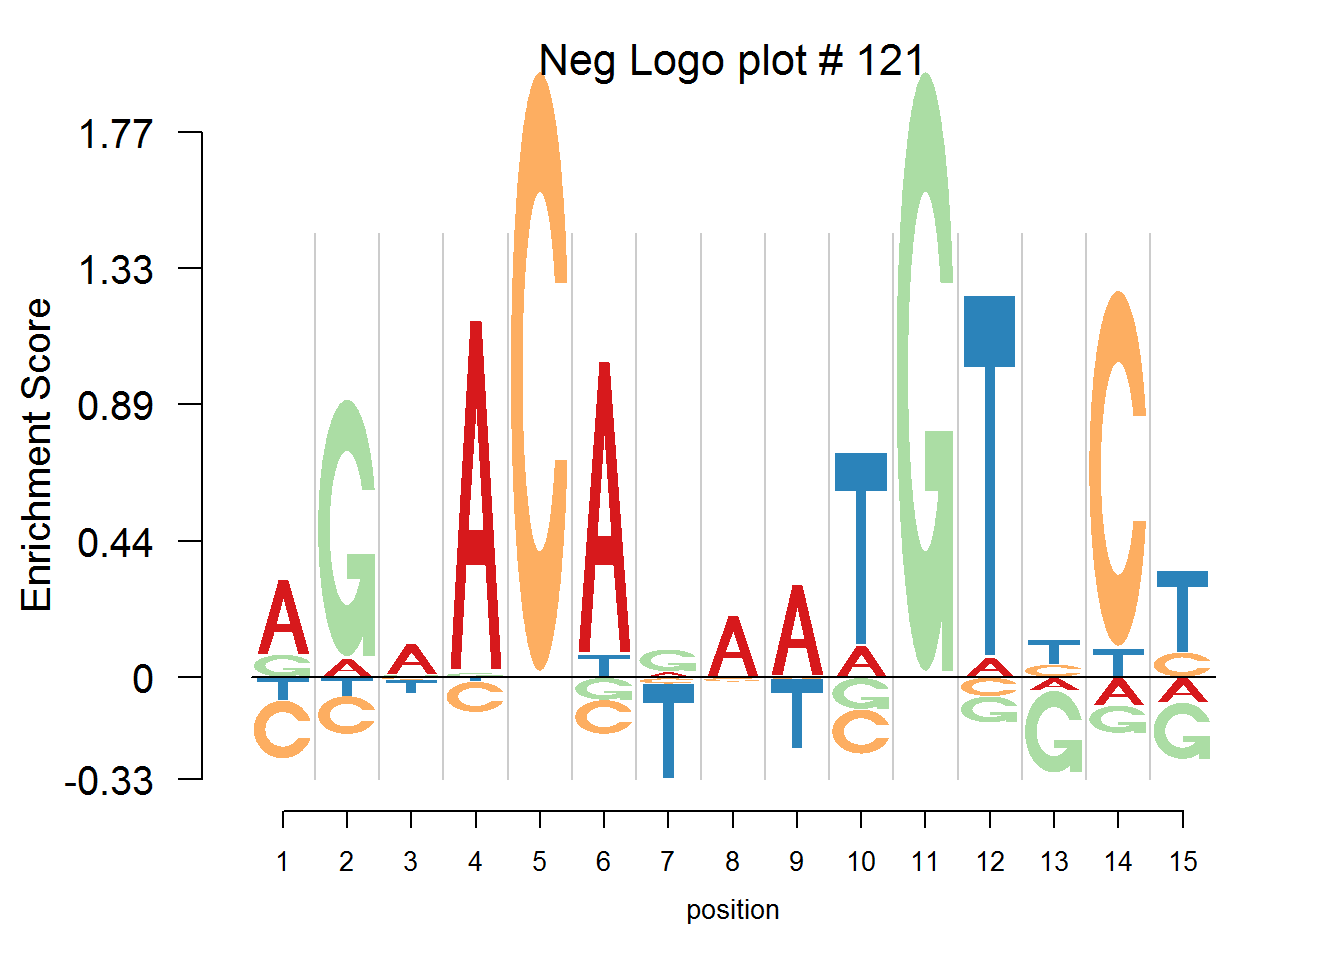 Neg Logo plot # 121
Enrichment Score
1.77
1.33
0.89
0.44
0
-0.33
A G T C
G A C
A T
A T C
C
A T G C
G A C T
A C
A C T
T A G C
G
T A C G
T C A G
C T A G
T C A G
1 2 3 4 5 6 7 8 9 10 11 12 13 14 15
position